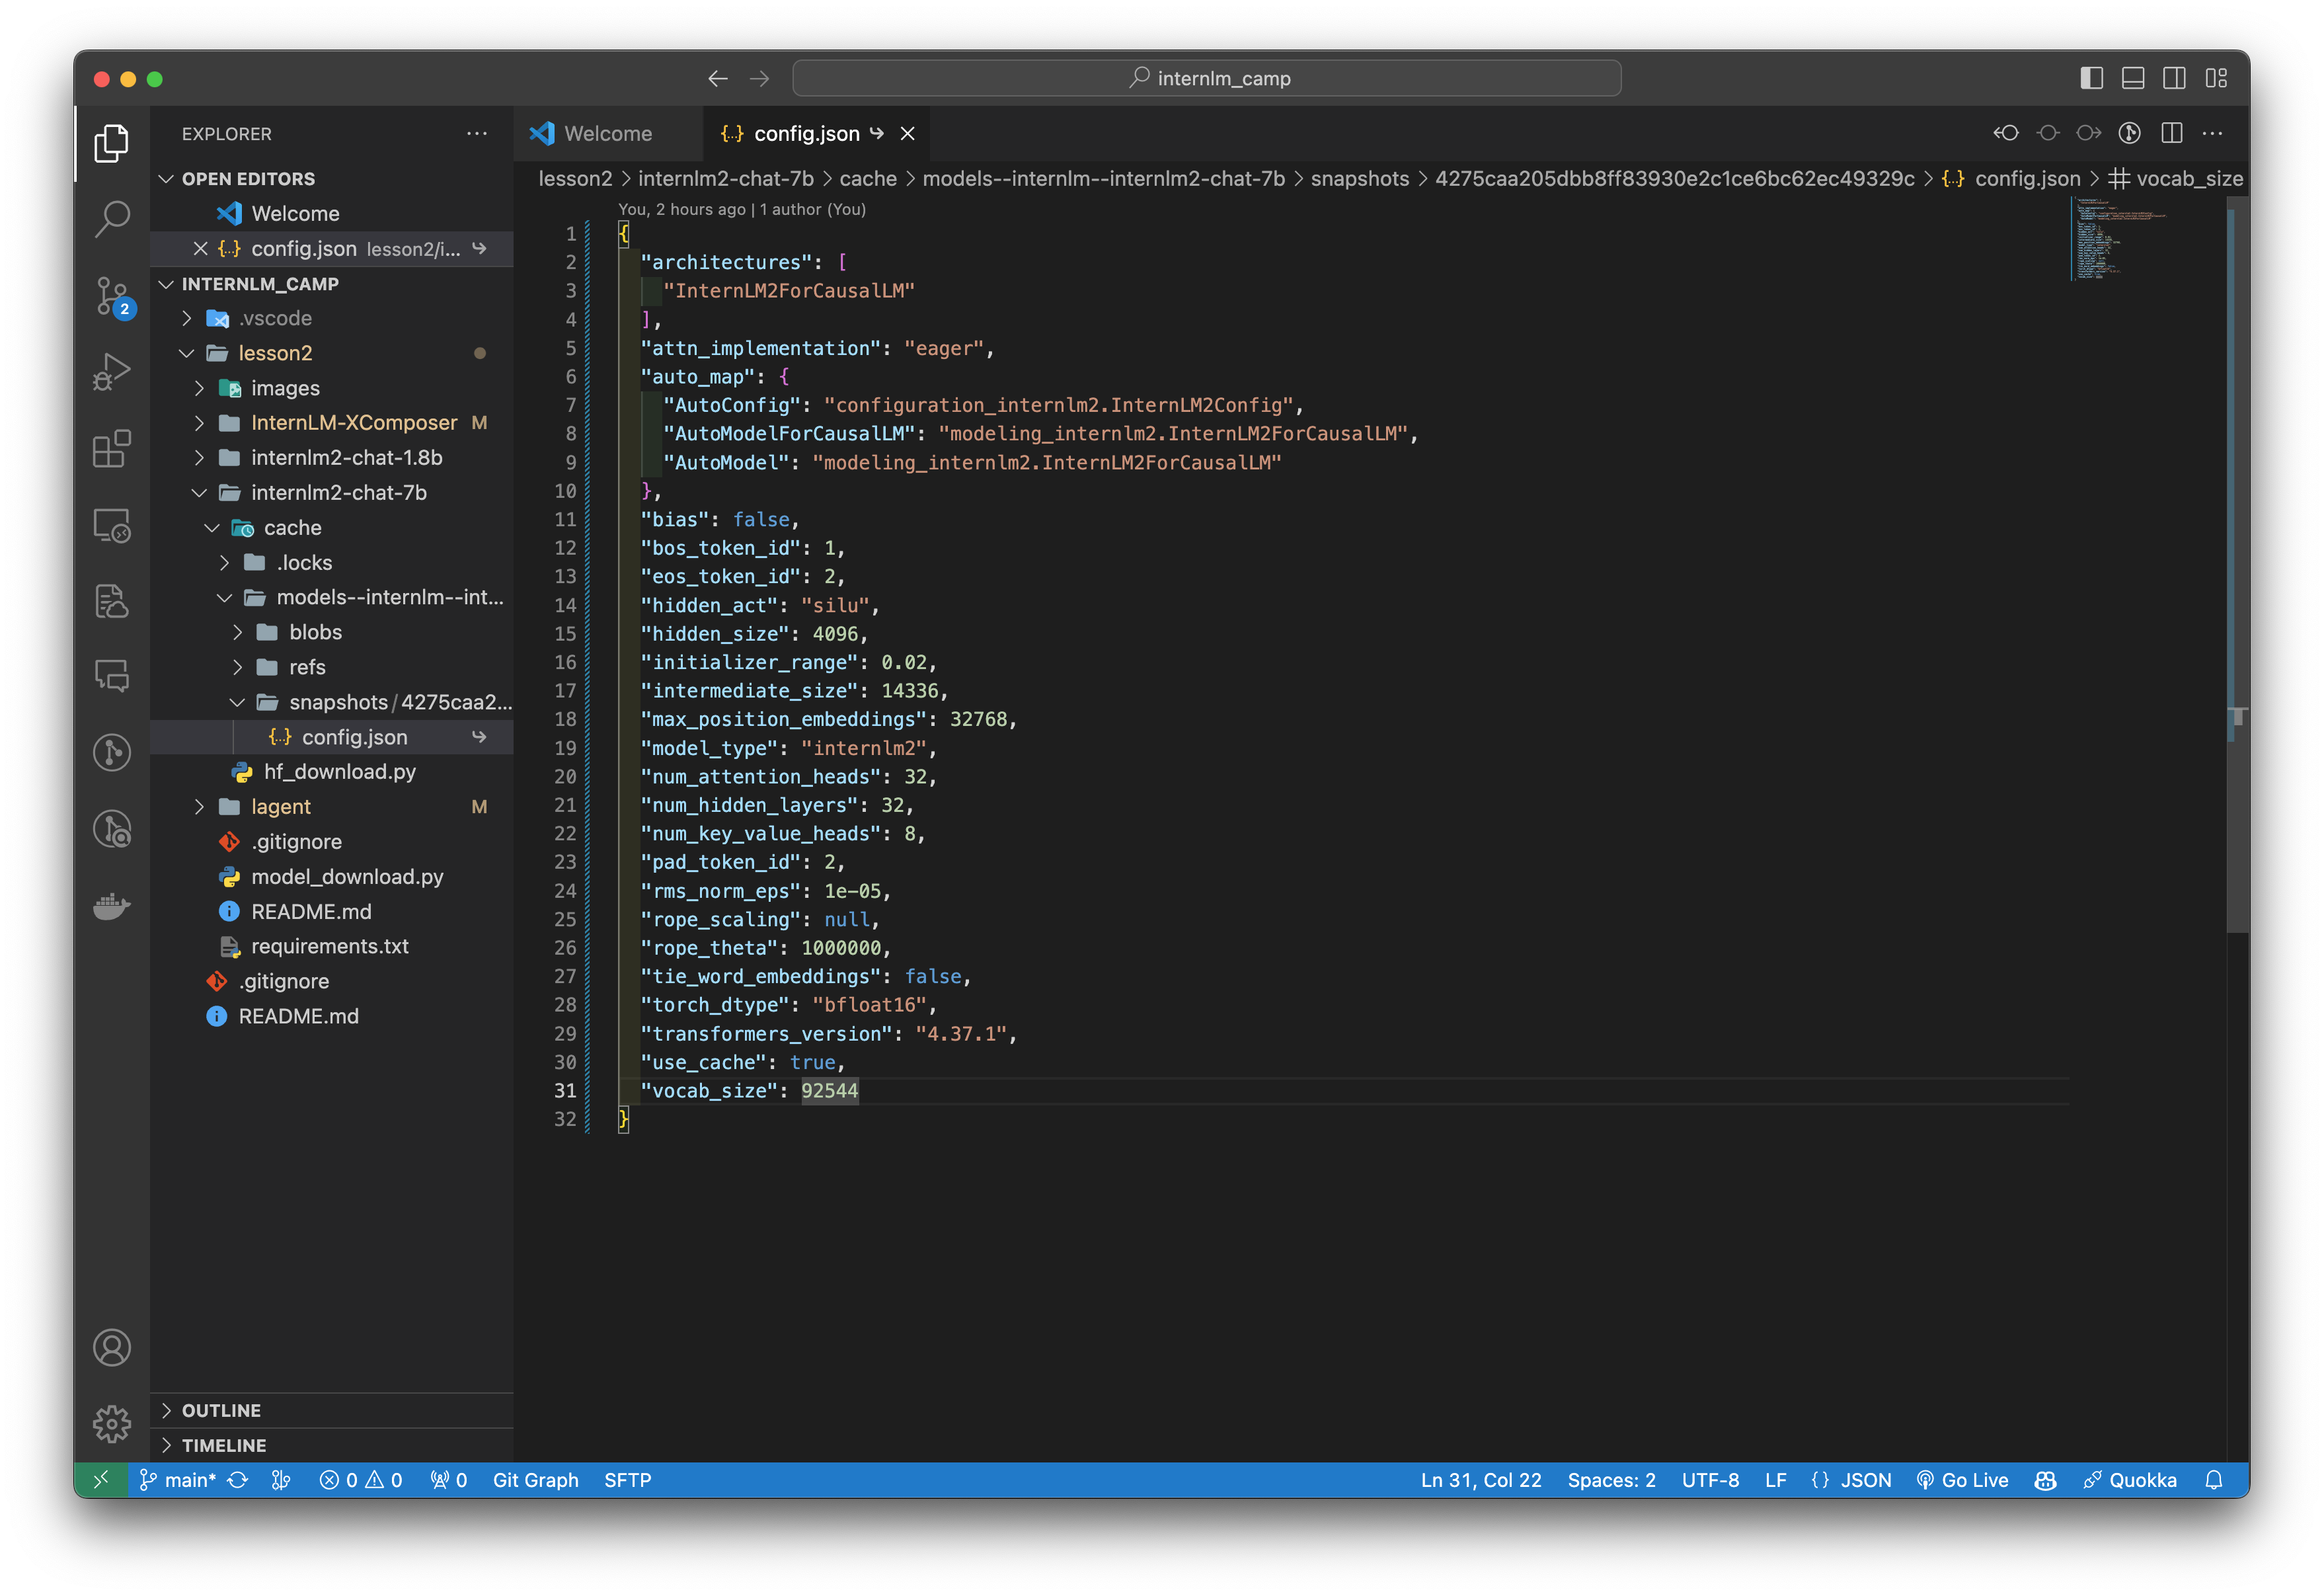 internlm_camp
EXPLORER
OPEN EDITORS
Welcome
config.json lesson2/i...
INTERNLM_CAMP
.vscode
lesson2
images
InternLM-XComposer M
internlm2-chat-1.8b
internlm2-chat-7b
cache
.locks
models--internlm--int...
blobs
refs
snapshots/4275caa2...
config.json
hf_download.py
lagent M
.gitignore
model_download.py
README.md
requirements.txt
.gitignore
README.md
OUTLINE
TIMELINE
2
Welcome
{..} config.json
lesson2 > internlm2-chat-7b > cache > models--internlm--internlm2-chat-7b > snapshots > 4275caa205dbb8ff83930e2c1ce6bc62ec49329c > {..} config.json > vocab_size
You, 2 hours ago | 1 author (You)
1 {
2 "architectures": [
3 "InternLM2ForCausalLM"
4 ],
5 "attn_implementation": "eager",
6 "auto_map": {
7 "AutoConfig": "configuration_internlm2.InternLM2Config",
8 "AutoModelForCausalLM": "modeling_internlm2.InternLM2ForCausalLM",
9 "AutoModel": "modeling_internlm2.InternLM2ForCausalLM"
10 },
11 "bias": false,
12 "bos_token_id": 1,
13 "eos_token_id": 2,
14 "hidden_act": "silu",
15 "hidden_size": 4096,
16 "initializer_range": 0.02,
17 "intermediate_size": 14336,
18 "max_position_embeddings": 32768,
19 "model_type": "internlm2",
20 "num_attention_heads": 32,
21 "num_hidden_layers": 32,
22 "num_key_value_heads": 8,
23 "pad_token_id": 2,
24 "rms_norm_eps": 1e-05,
25 "rope_scaling": null,
26 "rope_theta": 1000000,
27 "tie_word_embeddings": false,
28 "torch_dtype": "bfloat16",
29 "transformers_version": "4.37.1",
30 "use_cache": true,
31 "vocab_size": 92544
32 }
main* 0 0 0 Git Graph SFTP Ln 31, Col 22 Spaces: 2 UTF-8 LF {} JSON Go Live Quokka